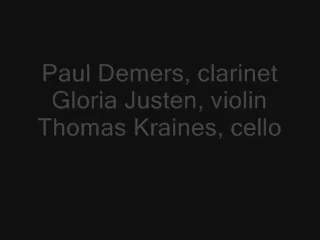 Paul Demers, clarinet
Gloria Justen, violin
Thomas Kraines, cello